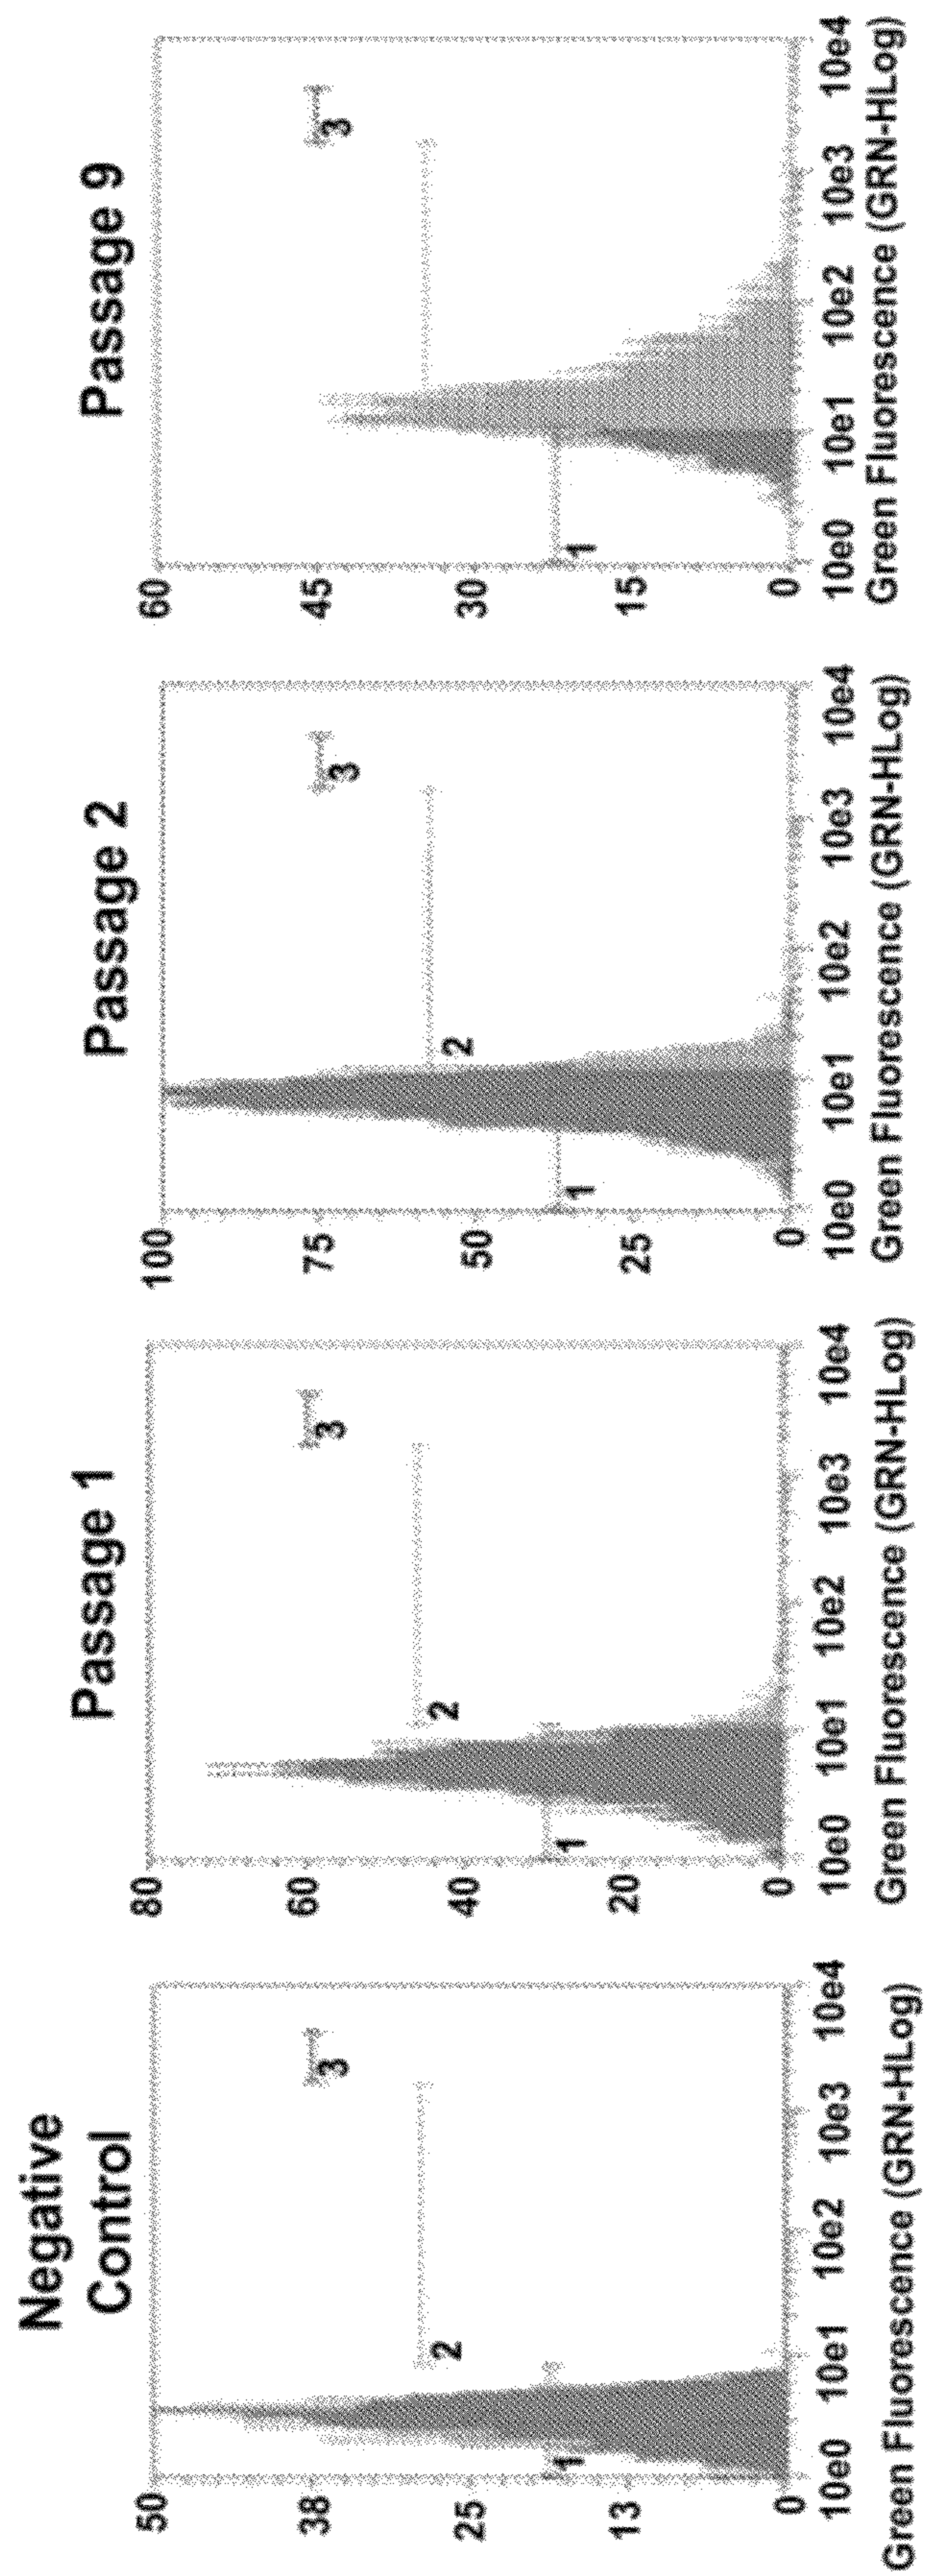 Negative
Control
50
38
25
13
0
1
2
3
10e0 10e1 10e2 10e3 10e4
Green Fluorescence (GRN-HLog)
Passage 1
80
60
40
20
0
1
2
3
10e0 10e1 10e2 10e3 10e4
Green Fluorescence (GRN-HLog)
Passage 2
100
75
50
25
0
1
2
3
10e0 10e1 10e2 10e3 10e4
Green Fluorescence (GRN-HLog)
Passage 9
60
45
30
15
0
1
3
10e0 10e1 10e2 10e3 10e4
Green Fluorescence (GRN-HLog)